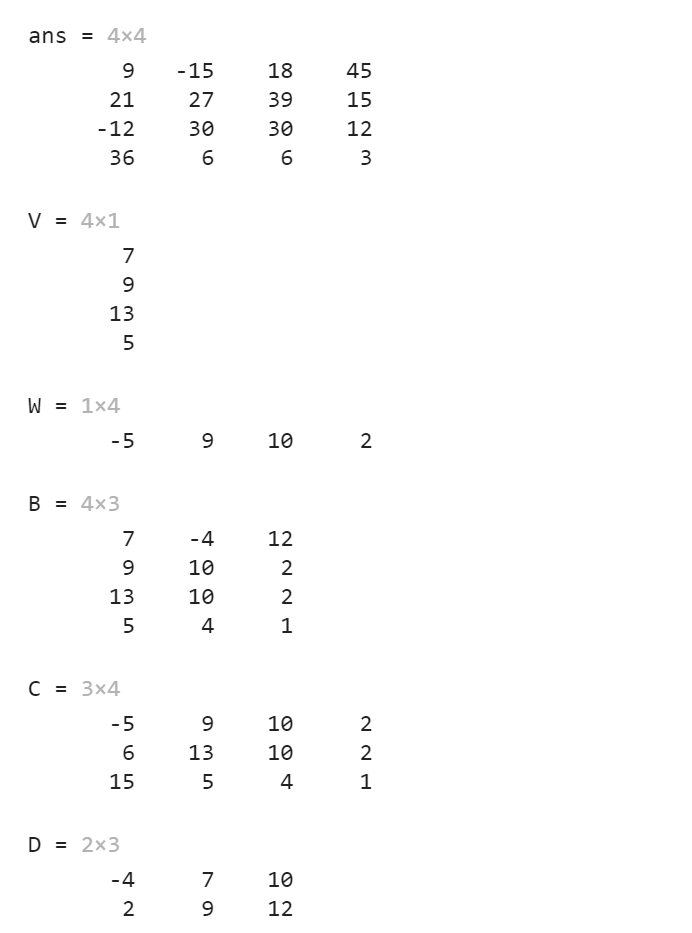 ans = 4×4
9 -15 18 45
21 27 39 15
-12 30 30 12
36 6 6 3
V = 4×1
7
9
13
5
W = 1×4
-5 9 10 2
B = 4×3
7 -4 12
9 10 2
13 10 2
5 4 1
C = 3×4
-5 9 10 2
6 13 10 2
15 5 4 1
D = 2×3
-4 7 10
2 9 12